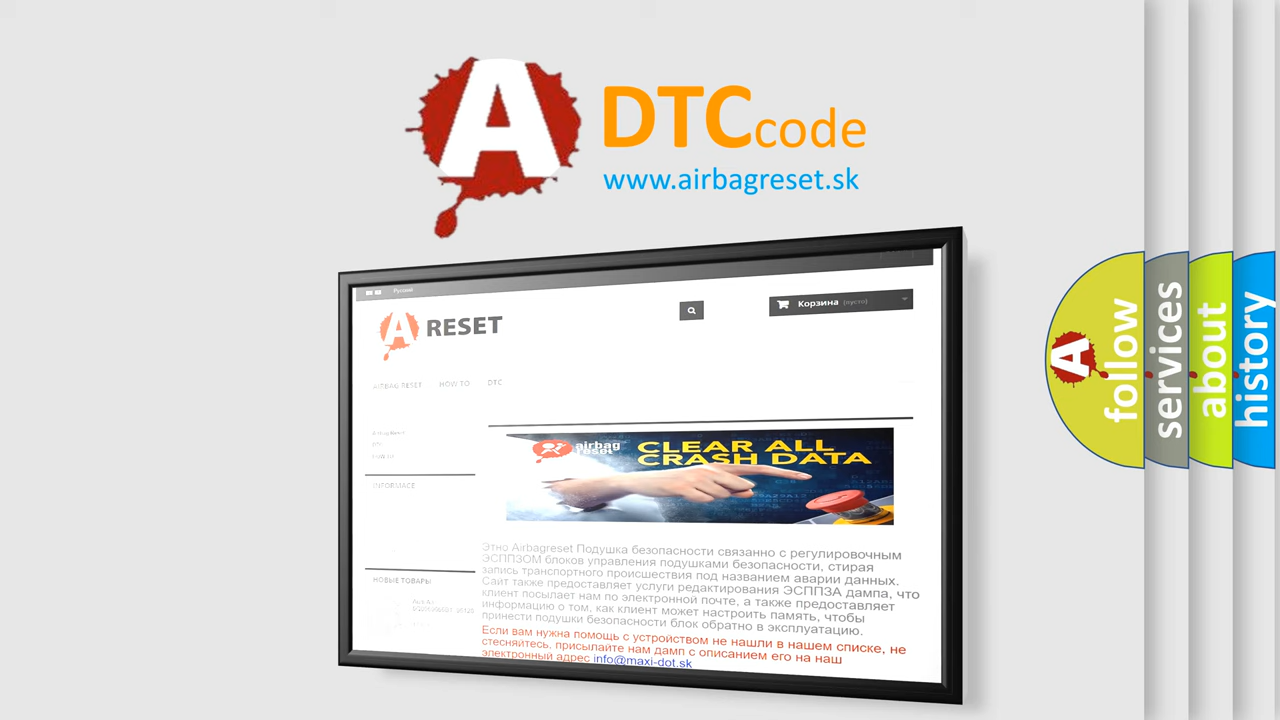 A
DTC code
www.airbagreset.sk
Русский
A RESET
Корзина (пусто)
AIRBAG RESET HOW TO DTC
INFORMACE
airbag
reset
CLEAR ALL
CRASH DATA
Этно Airbagreset Подушка безопасности связанно с регулировочным
ЭСППЗОМ блоков управления подушками безопасности, стирая
запись транспортного происшествия под названием аварии данных.
Сайт также предоставляет услуги редактирования ЭСППЗА дампа, что
клиент посылает нам по электронной почте, а также предоставляет
информацию о том, как клиент может настроить память, чтобы
принести подушки безопасности блок обратно в эксплуатацию.
Если вам нужна помощь с устройством не нашли в нашем списке, не
стесняйтесь, присылайте нам дамп с описанием его на наш
электронный адрес info@maxi-dot.sk
НОВЫЕ ТОВАРЫ
A
follow
services
about
history